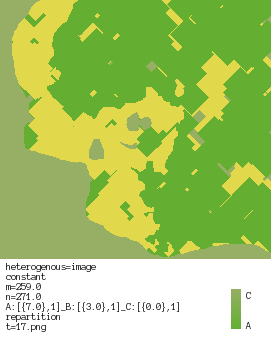 heterogenous=image
constant
m=259.0
n=271.0
A:[{7.0},1]_B:[{3.0},1]_C:[{0.0},1]
repartition
t=17.png
C
A